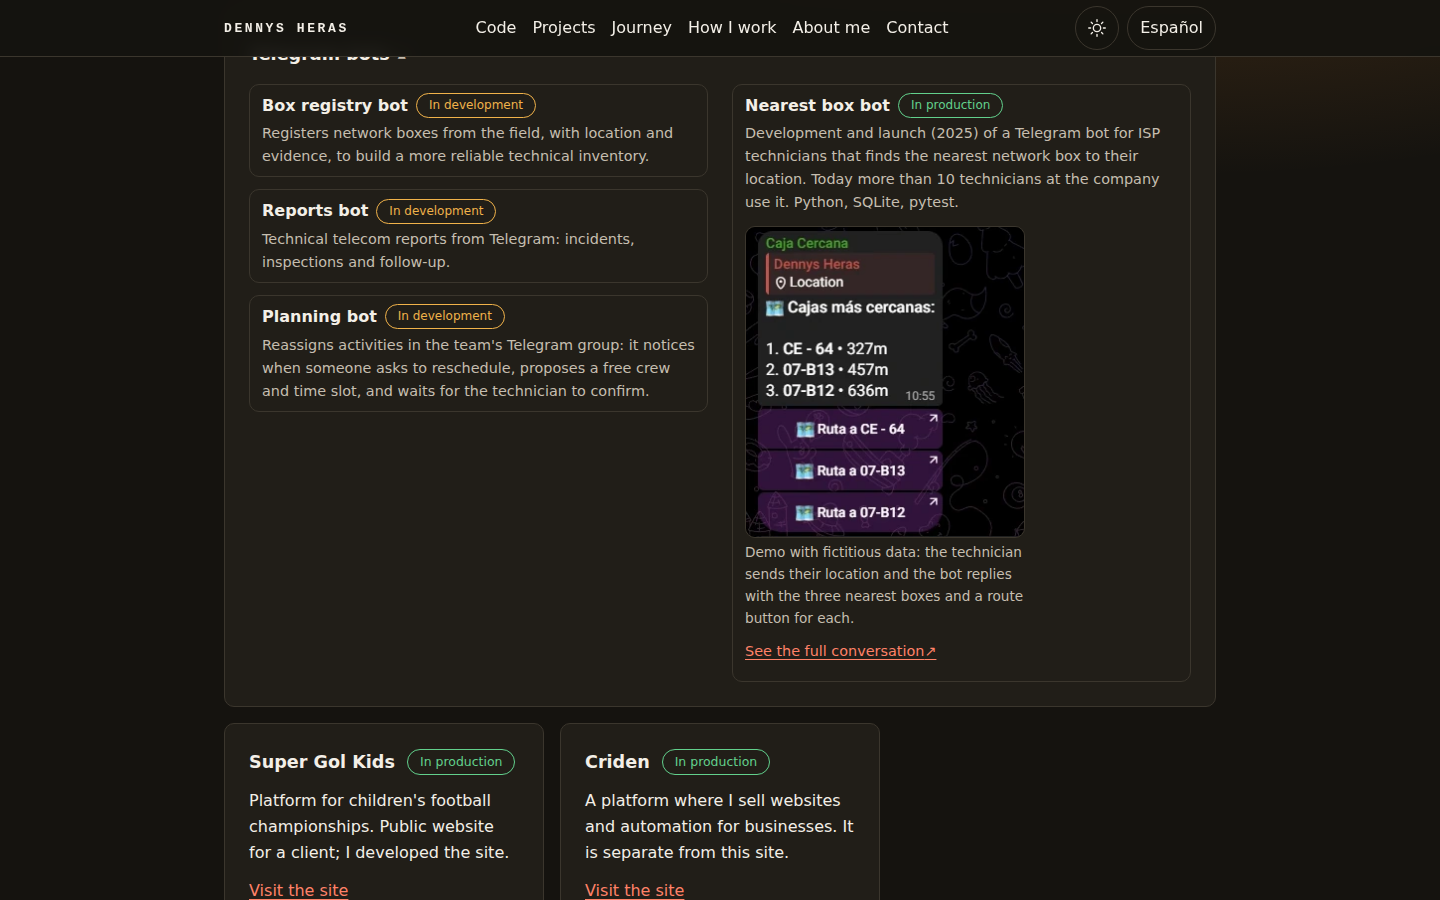 DENNYS HERAS
Code Projects Journey How I work About me Contact
Español
Telegram bots
Box registry bot In development
Registers network boxes from the field, with location and
evidence, to build a more reliable technical inventory.
Reports bot In development
Technical telecom reports from Telegram: incidents,
inspections and follow-up.
Planning bot In development
Reassigns activities in the team's Telegram group: it notices
when someone asks to reschedule, proposes a free crew
and time slot, and waits for the technician to confirm.
Nearest box bot In production
Development and launch (2025) of a Telegram bot for ISP
technicians that finds the nearest network box to their
location. Today more than 10 technicians at the company
use it. Python, SQLite, pytest.
Caja Cercana
Dennys Heras
Location
Cajas más cercanas:
1. CE - 64 • 327m
2. 07-B13 • 457m
3. 07-B12 • 636m
10:55
Ruta a CE - 64
Ruta a 07-B13
Ruta a 07-B12
Demo with fictitious data: the technician
sends their location and the bot replies
with the three nearest boxes and a route
button for each.
See the full conversation↗
Super Gol Kids In production
Platform for children's football
championships. Public website
for a client; I developed the site.
Visit the site
Criden In production
A platform where I sell websites
and automation for businesses. It
is separate from this site.
Visit the site